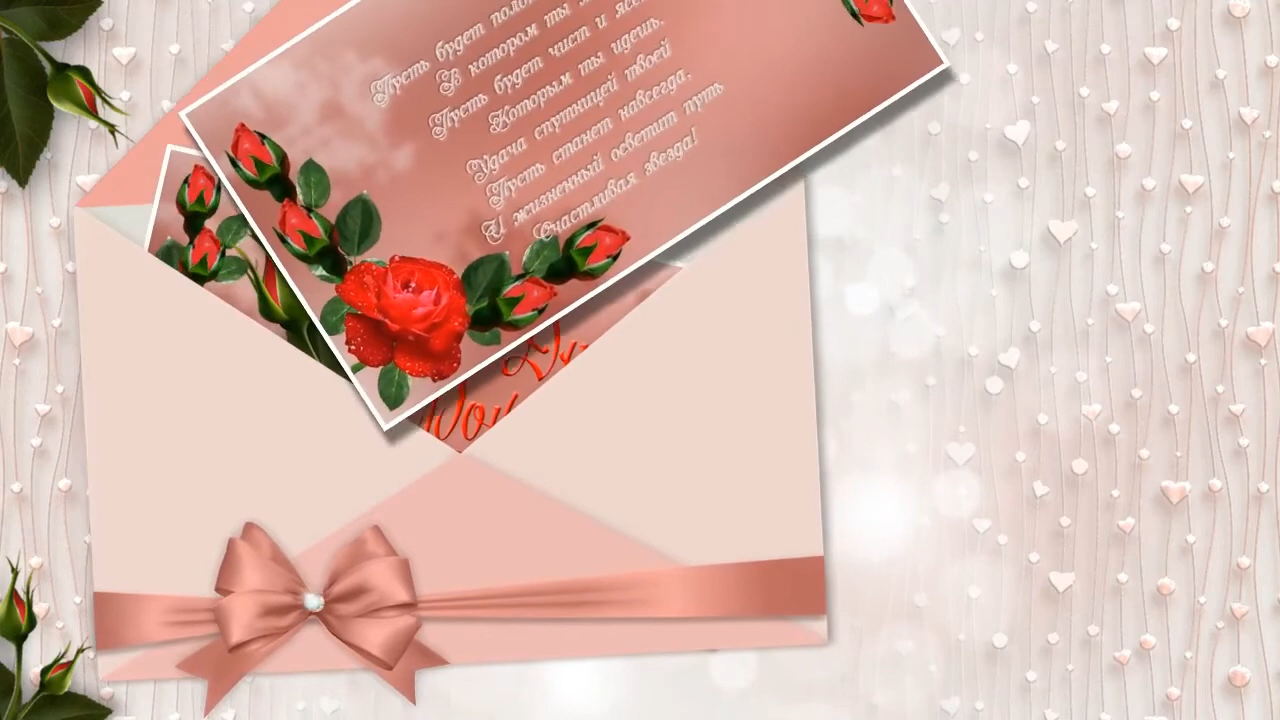 Пусть будет
В котором ты
Пусть будет чист и
Которым ты идешь.
Удача спутницей твоей
Пусть станет навсегда,
И жизненный осветит путь
Счастливая звезда!
You